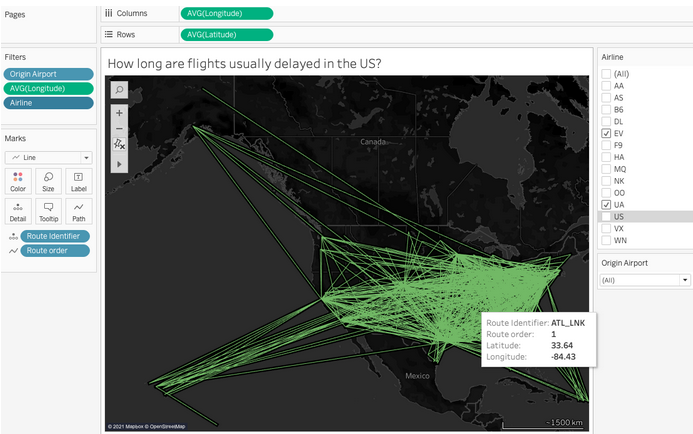 Pages
Columns
AVG(Longitude)
Rows
AVG(Latitude)
Filters
Origin Airport
AVG(Longitude)
Airline
Marks
Line
Color
Size
Label
Detail
Tooltip
Path
Route Identifier
Route order
How long are flights usually delayed in the US?
Canada
Mexico
Route Identifier: ATL_LNK
Route order: 1
Latitude: 33.64
Longitude: -84.43
© 2021 Mapbox © OpenStreetMap
~1500 km
Airline
(All)
AA
AS
B6
DL
EV
F9
HA
MQ
NK
OO
UA
US
VX
WN
Origin Airport
(All)